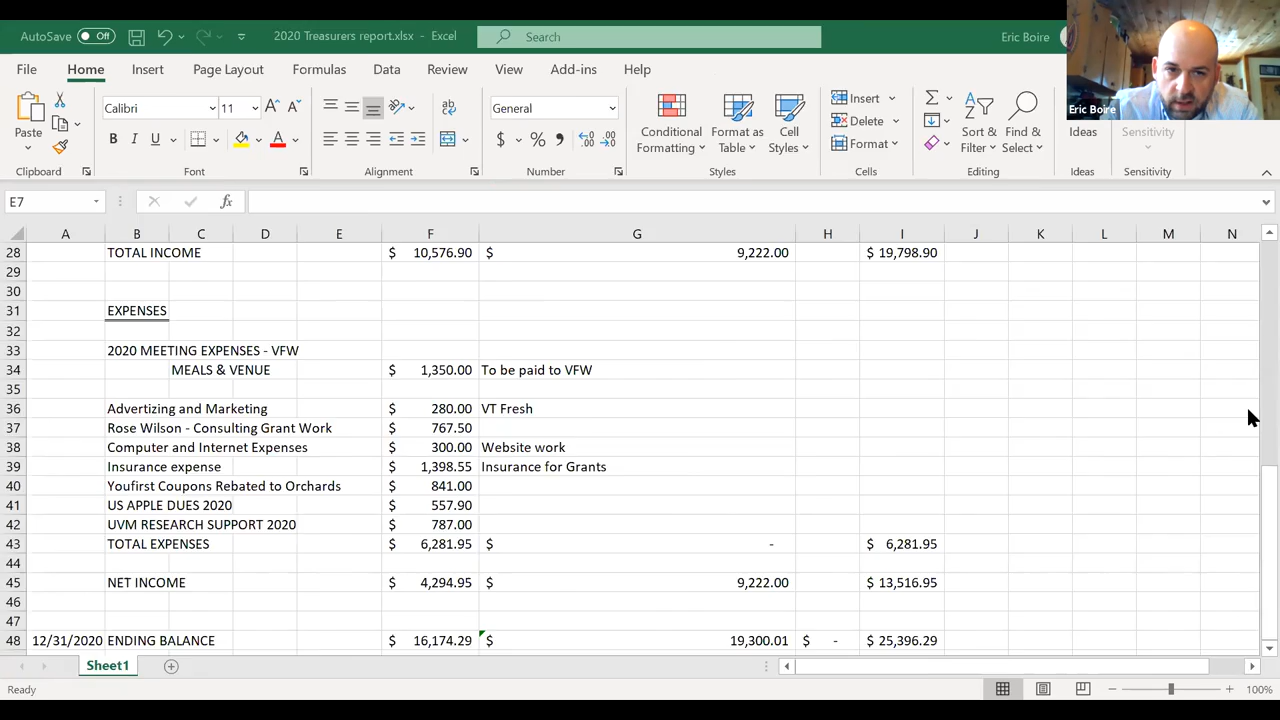 AutoSave Off 2020 Treasurers report.xlsx - Excel Search Eric Boire
File Home Insert Page Layout Formulas Data Review View Add-ins Help
Eric Boire
Paste Calibri 11 General Conditional Formatting Format as Table Cell Styles Insert Delete Format Sort & Filter Find & Select Ideas Sensitivity
Clipboard Font Alignment Number Styles Cells Editing Ideas Sensitivity
E7 fx
A B C D E F G H I J K L M N
28 TOTAL INCOME $ 10,576.90 $ 9,222.00 $ 19,798.90
29
30
31 EXPENSES
32
33 2020 MEETING EXPENSES - VFW
34 MEALS & VENUE $ 1,350.00 To be paid to VFW
35
36 Advertizing and Marketing $ 280.00 VT Fresh
37 Rose Wilson - Consulting Grant Work $ 767.50
38 Computer and Internet Expenses $ 300.00 Website work
39 Insurance expense $ 1,398.55 Insurance for Grants
40 Youfirst Coupons Rebated to Orchards $ 841.00
41 US APPLE DUES 2020 $ 557.90
42 UVM RESEARCH SUPPORT 2020 $ 787.00
43 TOTAL EXPENSES $ 6,281.95 $ - $ 6,281.95
44
45 NET INCOME $ 4,294.95 9,222.00 $ 13,516.95
46
47
48 12/31/2020 ENDING BALANCE $ 16,174.29 $ 19,300.01 $ - $ 25,396.29
Sheet1
Ready 100%